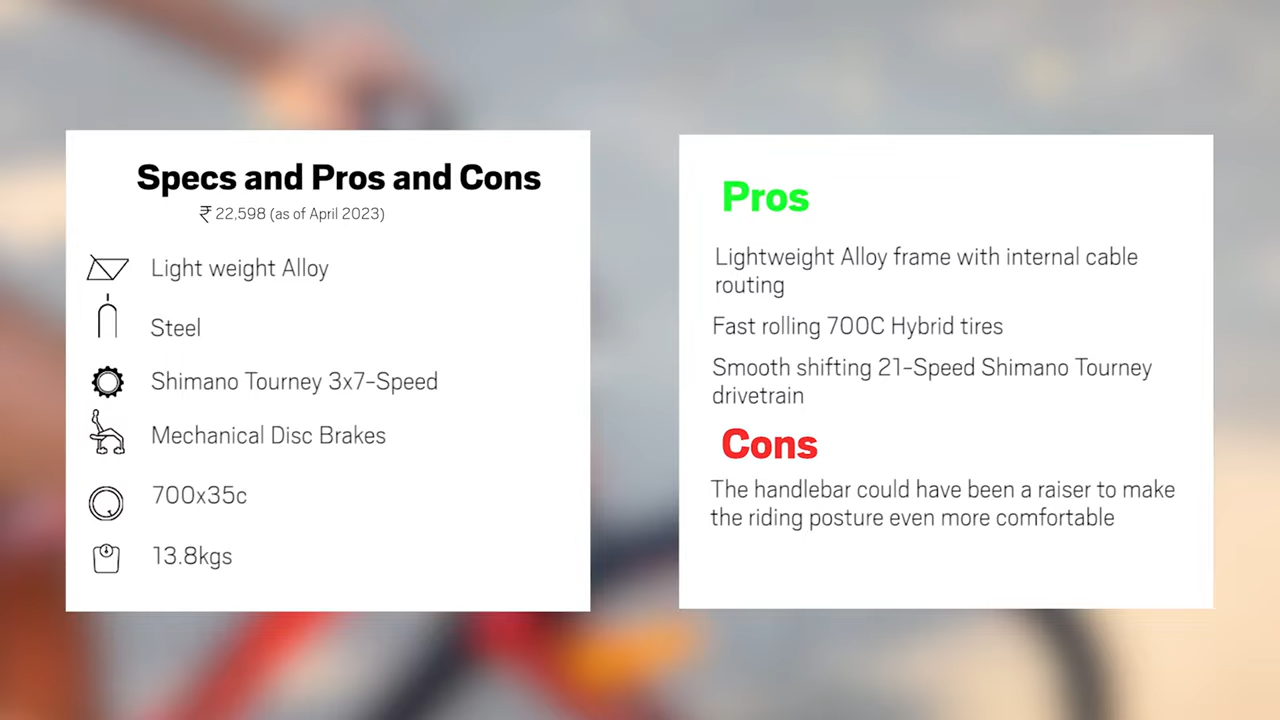 Specs and Pros and Cons
₹ 22,598 (as of April 2023)
Light weight Alloy
Steel
Shimano Tourney 3x7-Speed
Mechanical Disc Brakes
700x35c
13.8kgs
Pros
Lightweight Alloy frame with internal cable
routing
Fast rolling 700C Hybrid tires
Smooth shifting 21-Speed Shimano Tourney
drivetrain
Cons
The handlebar could have been a raiser to make
the riding posture even more comfortable